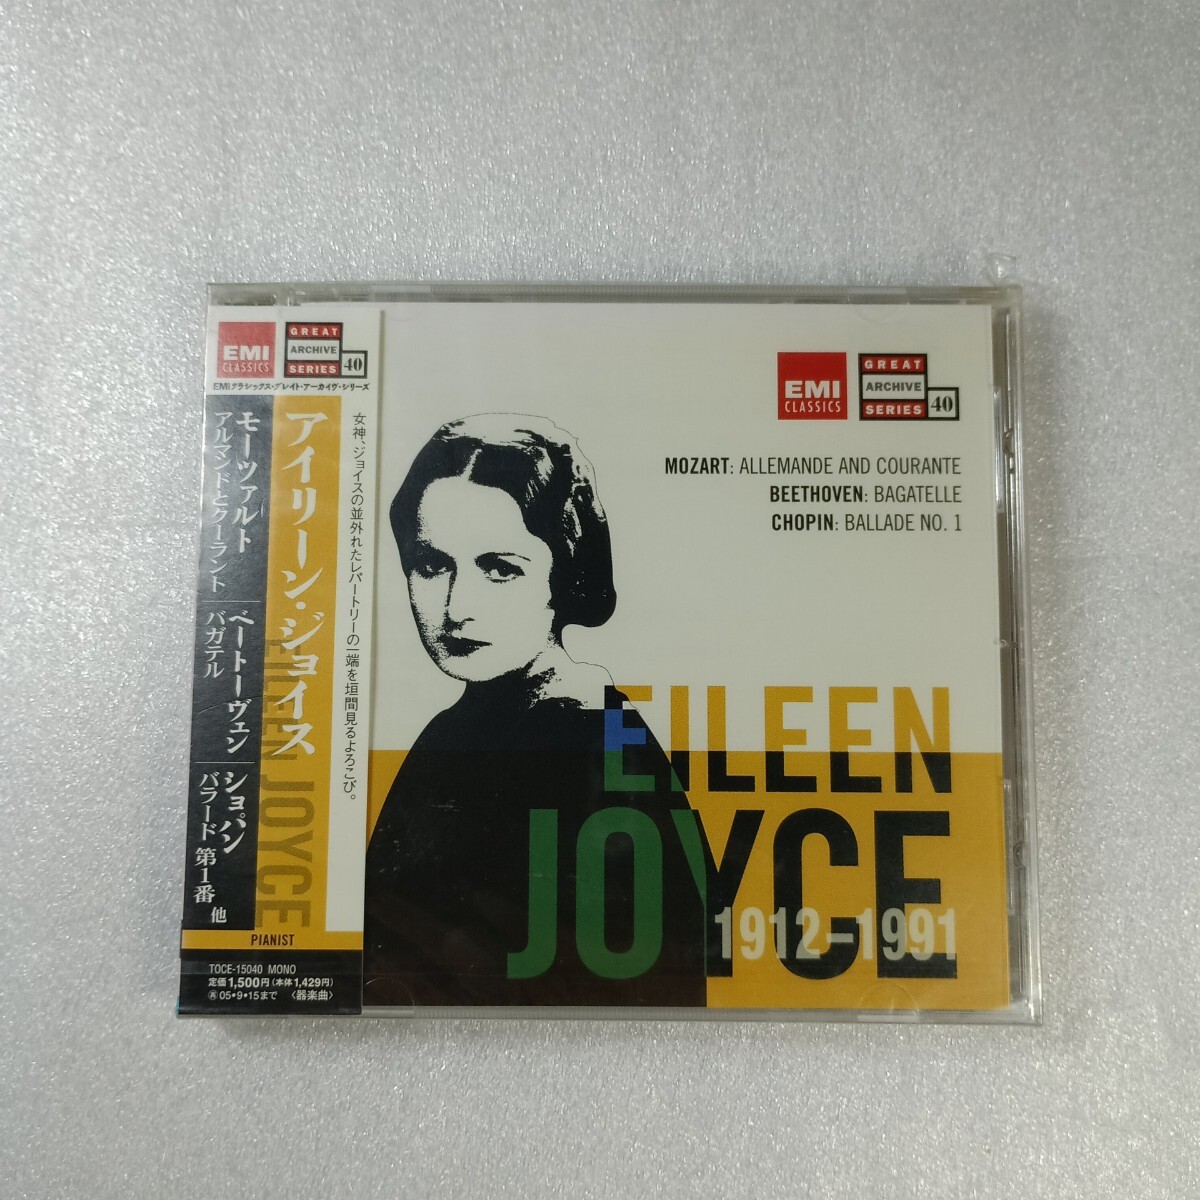 EMI
CLASSICS
GREAT
ARCHIVE
SERIES 40
EMIクラシックス・グレイト・アーカイヴ・シリーズ
女神、ジョイスの並外れたレパートリーの一端を垣間見るよろこび。
アイリーン・ジョイス
EILEEN JOYCE
モーツァルト
アルマンドとクーラント
ベートーヴェン
バガテル
ショパン
バラード 第1番 他
PIANIST
TOCE-15040 MONO
定価1,500円(本体1,429円)
再05・9・15まで 〈器楽曲〉
EMI
CLASSICS
GREAT
ARCHIVE
SERIES 40
MOZART: ALLEMANDE AND COURANTE
BEETHOVEN: BAGATELLE
CHOPIN: BALLADE NO. 1
EILEEN
JOYCE
1912–1991